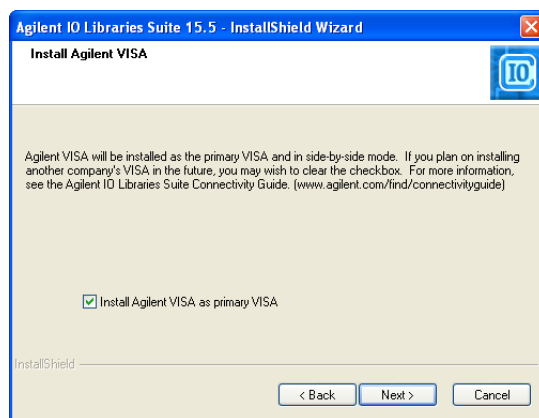 Agilent IO Libraries Suite 15.5 - InstallShield Wizard
Install Agilent VISA
IO
Agilent VISA will be installed as the primary VISA and in side-by-side mode. If you plan on installing
another company's VISA in the future, you may wish to clear the checkbox. For more information,
see the Agilent IO Libraries Suite Connectivity Guide. (www.agilent.com/find/connectivityguide)
Install Agilent VISA as primary VISA
InstallShield
< Back Next > Cancel